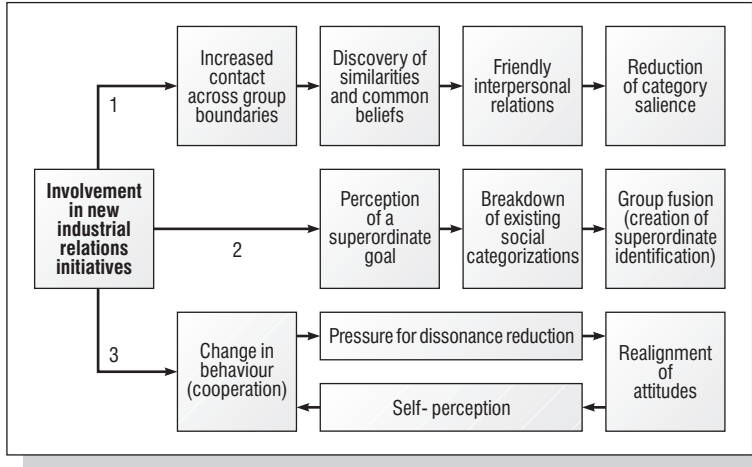 Increased
contact
across group
boundaries
Discovery of
similarities
and common
beliefs
Friendly
interpersonal
relations
Reduction
of category
salience
1
Involvement
in new
industrial
relations
initiatives
2
Perception
of a
superordinate
goal
Breakdown
of existing
social
categorizations
Group fusion
(creation of
superordinate
identification)
3
Change in
behaviour
(cooperation)
Pressure for dissonance reduction
Self- perception
Realignment
of
attitudes